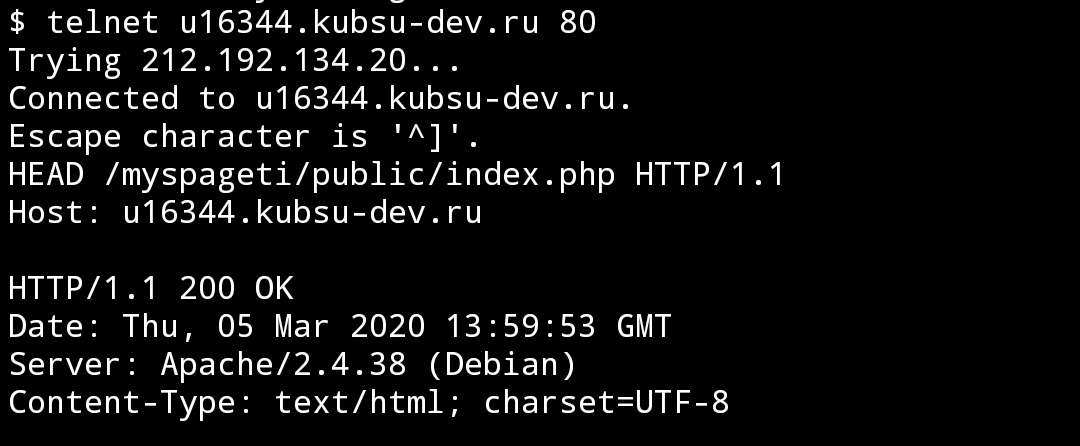 $ telnet u16344.kubsu-dev.ru 80
Trying 212.192.134.20...
Connected to u16344.kubsu-dev.ru.
Escape character is '^]'.
HEAD /myspageti/public/index.php HTTP/1.1
Host: u16344.kubsu-dev.ru
HTTP/1.1 200 OK
Date: Thu, 05 Mar 2020 13:59:53 GMT
Server: Apache/2.4.38 (Debian)
Content-Type: text/html; charset=UTF-8